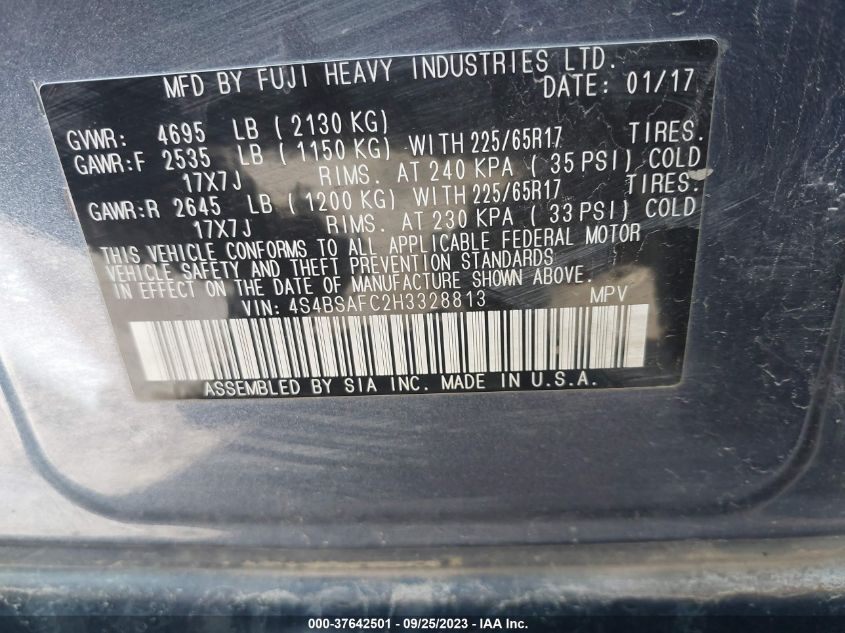 MFD BY FUJI HEAVY INDUSTRIES LTD.
DATE: 01/17
GVWR: 4695 LB (2130 KG)
GAWR:F 2535 LB (1150 KG) WITH 225/65R17 TIRES.
17X7J RIMS. AT 240 KPA (35 PSI) COLD
GAWR:R 2645 LB (1200 KG) WITH 225/65R17 TIRES.
17X7J RIMS. AT 230 KPA (33 PSI) COLD
THIS VEHICLE CONFORMS TO ALL APPLICABLE FEDERAL MOTOR
VEHICLE SAFETY AND THEFT PREVENTION STANDARDS
IN EFFECT ON THE DATE OF MANUFACTURE SHOWN ABOVE.
VIN: 4S4BSAFC2H3328813 MPV
ASSEMBLED BY SIA INC. MADE IN U.S.A.
000-37642501 - 09/25/2023 - IAA Inc.